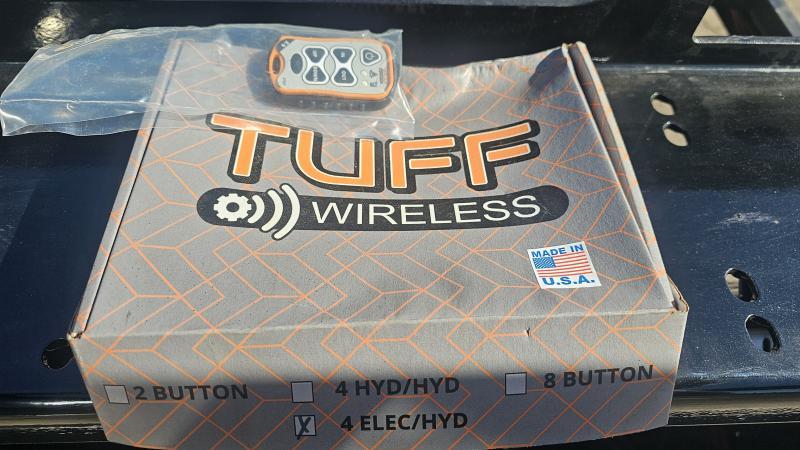 TUFF
WIRELESS
MADE IN
U.S.A.
2 BUTTON
4 HYD/HYD
8 BUTTON
X
4 ELEC/HYD